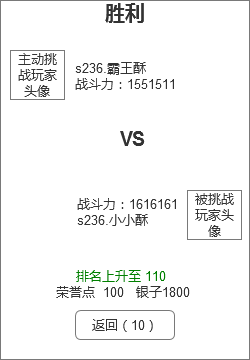 胜利
主动挑
战玩家
头像
s236.霸王酥
战斗力：1551511
VS
战斗力：1616161
s236.小小酥
被挑战
玩家头
像
排名上升至 110
荣誉点 100 银子1800
返回（10）